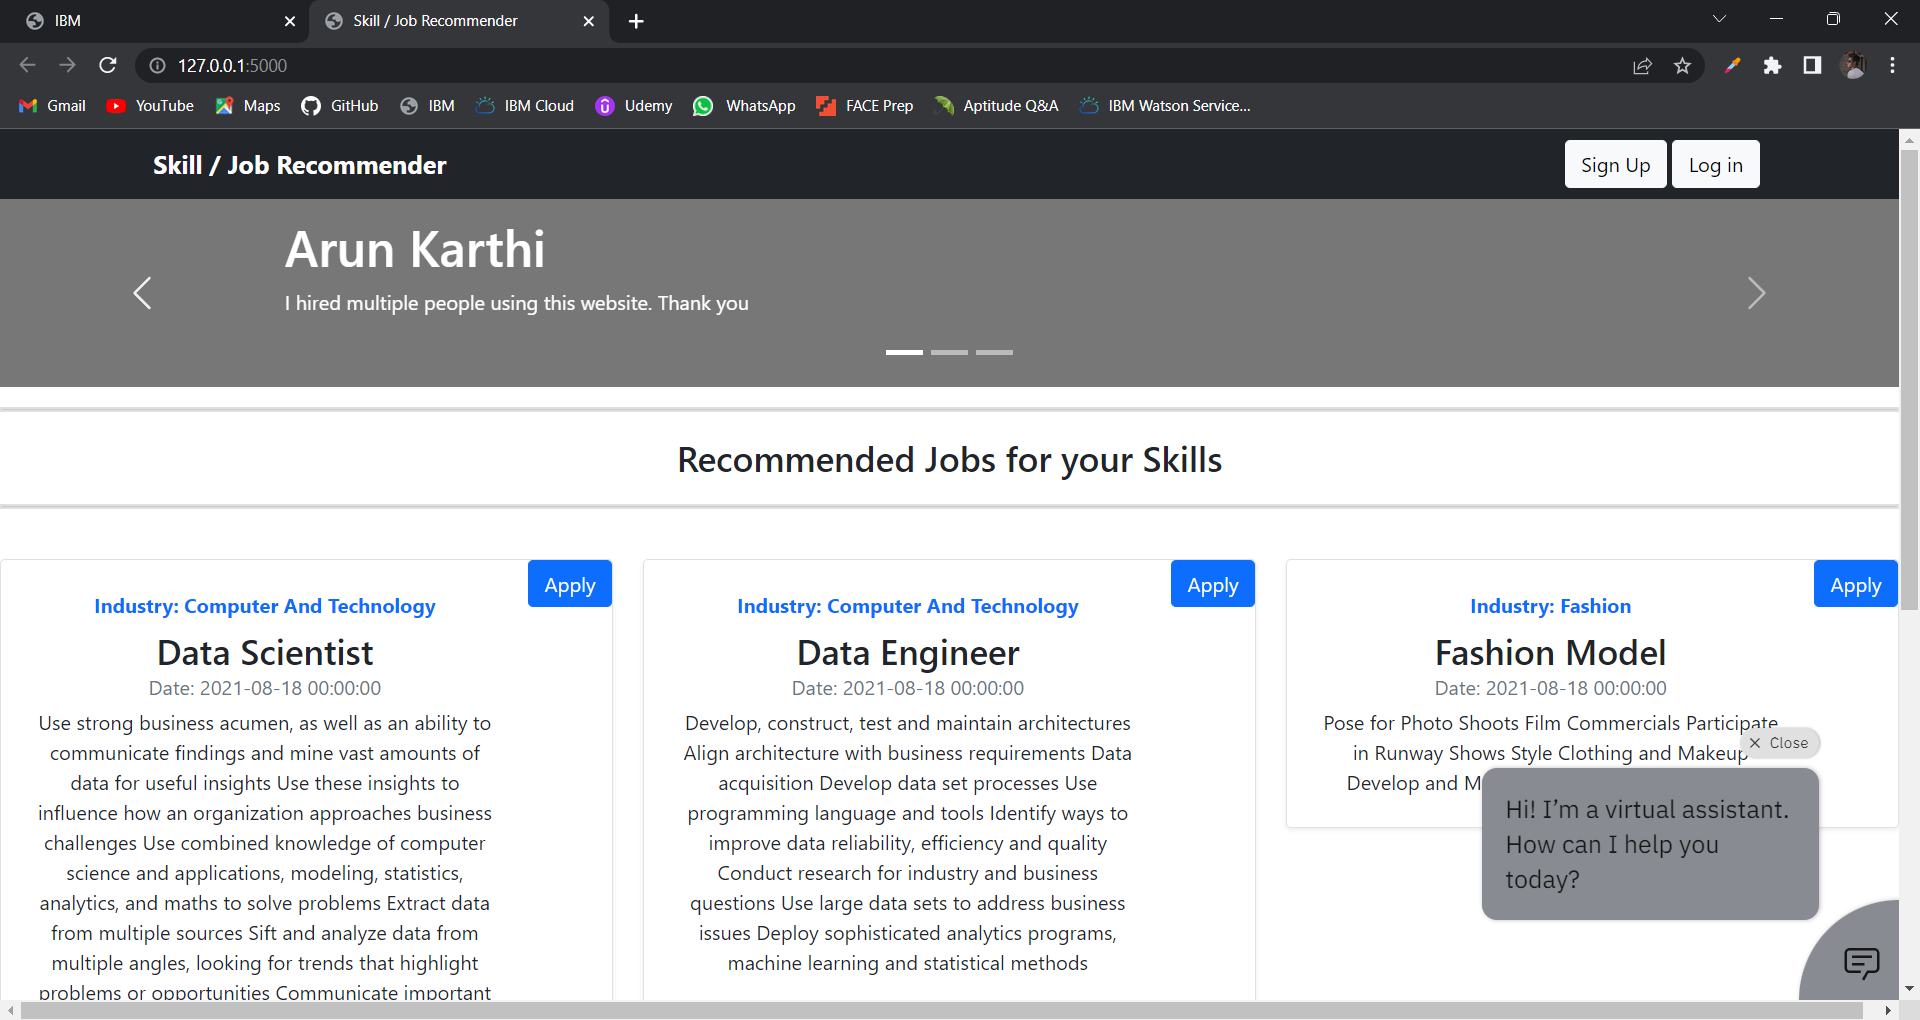 IBM
Skill / Job Recommender
127.0.0.1:5000
Gmail YouTube Maps GitHub IBM IBM Cloud Udemy WhatsApp FACE Prep Aptitude Q&A IBM Watson Service...
Skill / Job Recommender
Sign Up Log in
Arun Karthi
I hired multiple people using this website. Thank you
Recommended Jobs for your Skills
Apply
Industry: Computer And Technology
Data Scientist
Date: 2021-08-18 00:00:00
Use strong business acumen, as well as an ability to
communicate findings and mine vast amounts of
data for useful insights Use these insights to
influence how an organization approaches business
challenges Use combined knowledge of computer
science and applications, modeling, statistics,
analytics, and maths to solve problems Extract data
from multiple sources Sift and analyze data from
multiple angles, looking for trends that highlight
problems or opportunities Communicate important
Apply
Industry: Computer And Technology
Data Engineer
Date: 2021-08-18 00:00:00
Develop, construct, test and maintain architectures
Align architecture with business requirements Data
acquisition Develop data set processes Use
programming language and tools Identify ways to
improve data reliability, efficiency and quality
Conduct research for industry and business
questions Use large data sets to address business
issues Deploy sophisticated analytics programs,
machine learning and statistical methods
Apply
Industry: Fashion
Fashion Model
Date: 2021-08-18 00:00:00
Pose for Photo Shoots Film Commercials Participate
in Runway Shows Style Clothing and Makeup
Develop and M
Close
Hi! I’m a virtual assistant.
How can I help you
today?